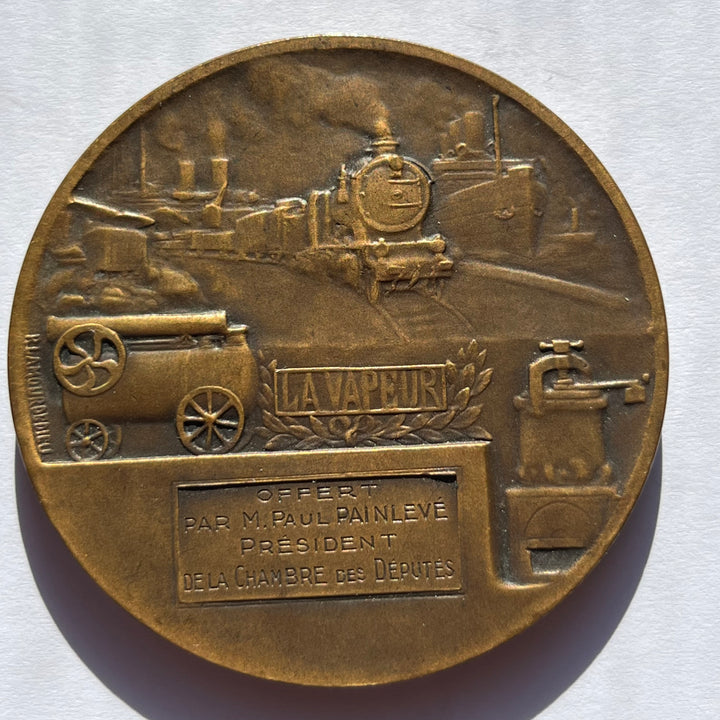 LA VAPEUR
OFFERT
PAR M. PAUL PAINLEVÉ
PRÉSIDENT
DE LA CHAMBRE DES DÉPUTÉS